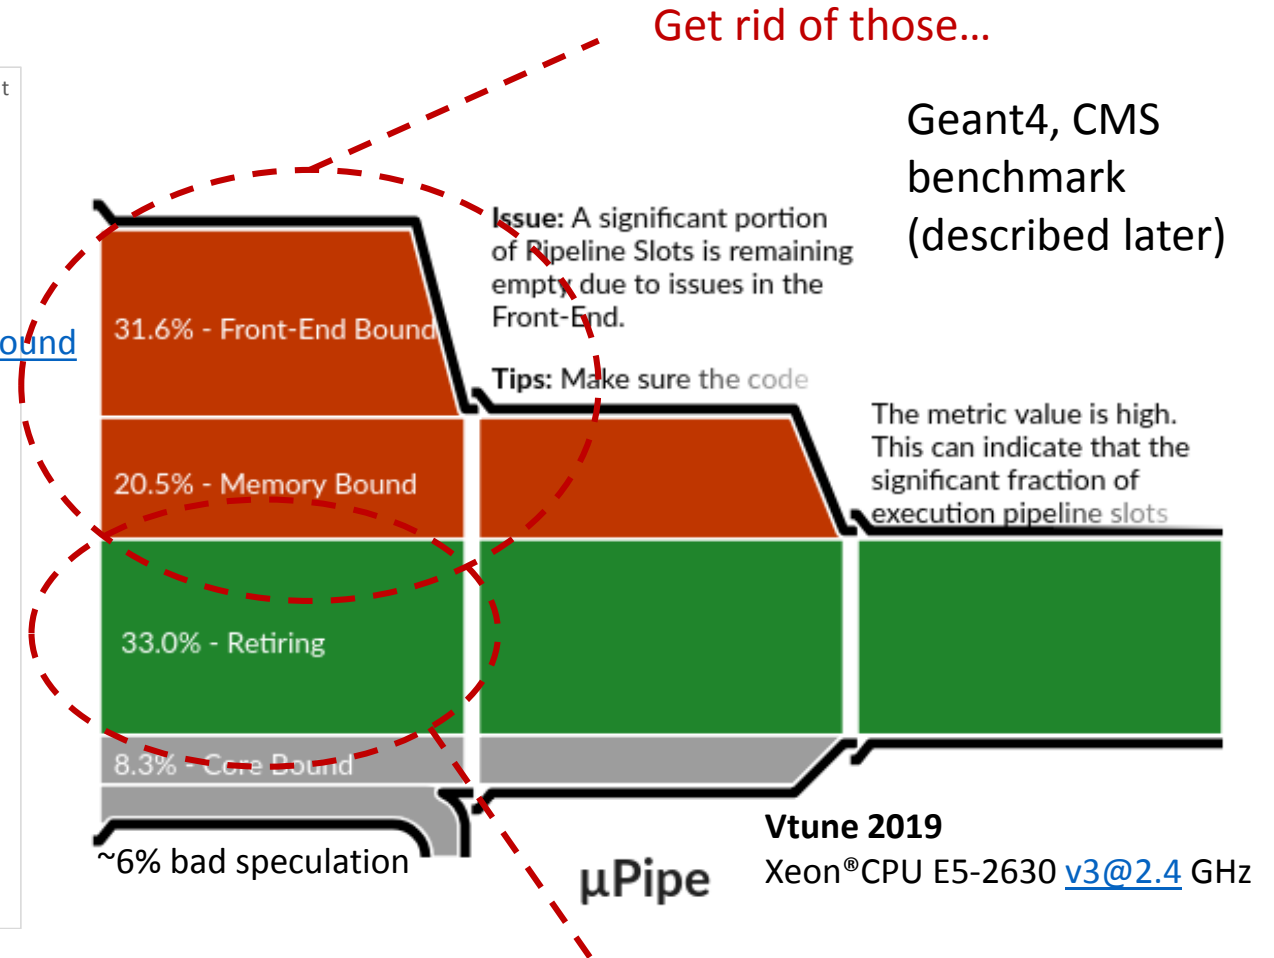 Get rid of those…
t
Geant4, CMS
benchmark
(described later)
Issue: A significant portion
of Pipeline Slots is remaining
empty due to issues in the
Front-End.
Tips: Make sure the code
31.6% - Front-End Bound
ound
The metric value is high.
This can indicate that the
significant fraction of
execution pipeline slots
20.5% - Memory Bound
33.0% - Retiring
8.3% - Core Bound
~6% bad speculation
µPipe
Vtune 2019
Xeon®CPU E5-2630 v3@2.4 GHz